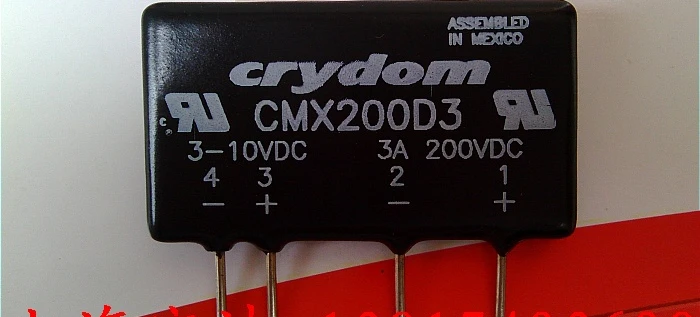 ASSEMBLED
IN MEXICO
crydom
CMX200D3
3-10VDC 3A 200VDC
4 3 2 1
- + - +